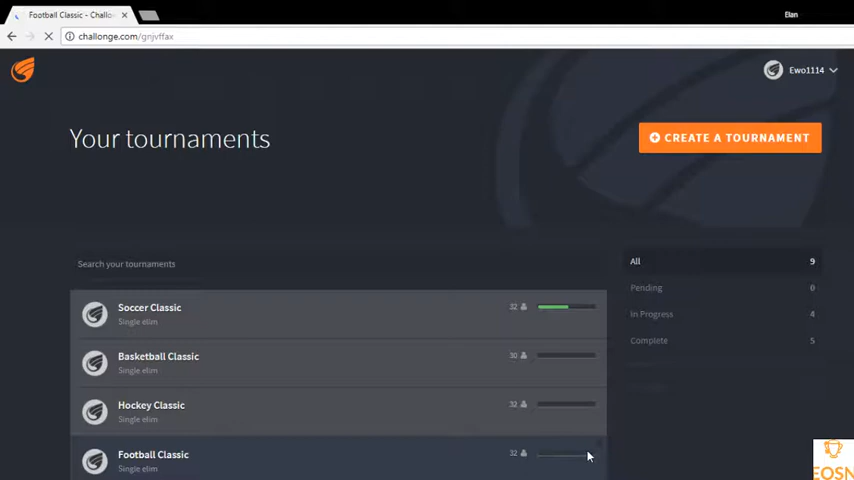 Football Classic - Challo
Elan
challonge.com/gnjvffax
Ewo1114
Your tournaments
CREATE A TOURNAMENT
Search your tournaments
All 9
Pending 0
In Progress 4
Complete 5
Soccer Classic 32
Single elim
Basketball Classic 30
Single elim
Hockey Classic 32
Single elim
Football Classic 32
Single elim
EOSN